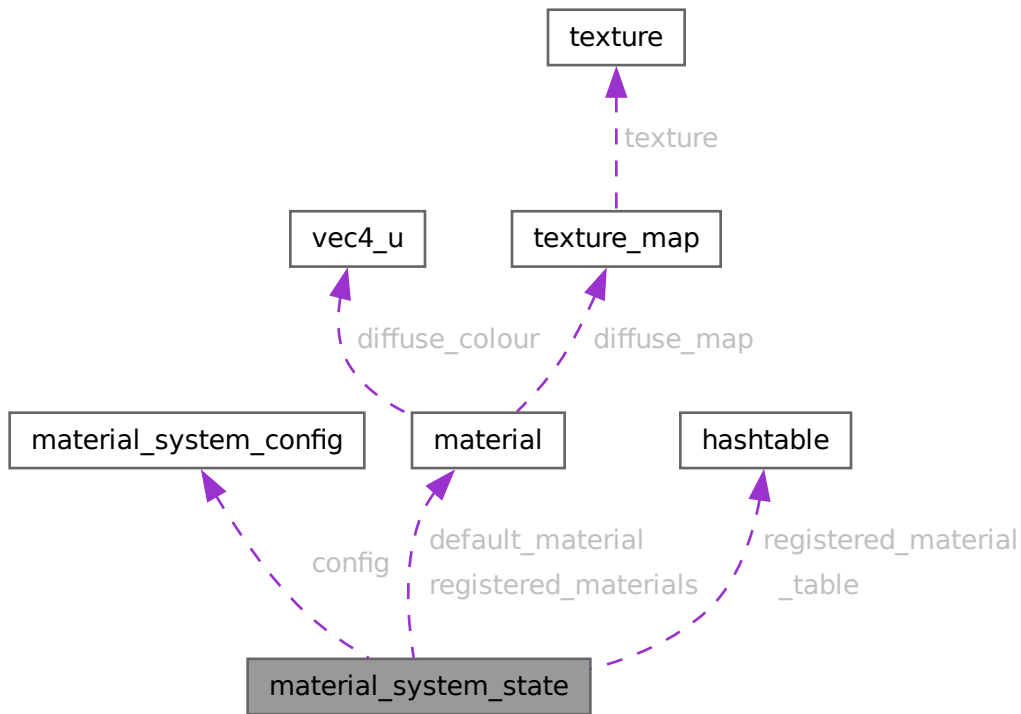 texture
texture
vec4_u
texture_map
diffuse_colour
diffuse_map
material_system_config
material
hashtable
config
default_material
registered_materials
registered_material
_table
material_system_state